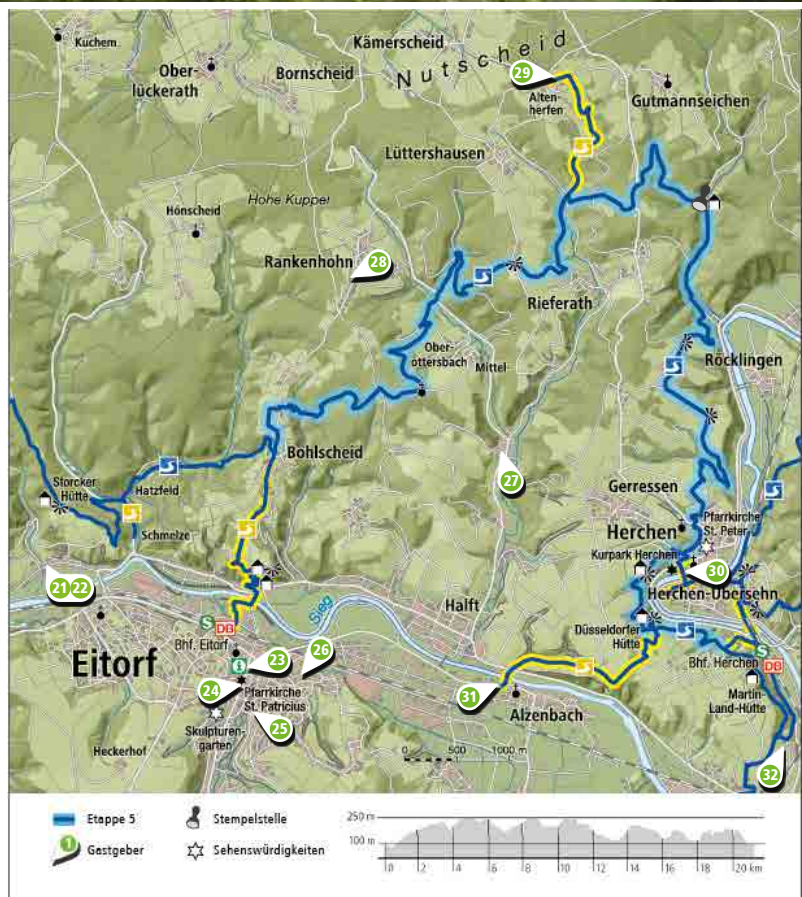 Kuchem
Kämerscheid
Nutscheid
Ober-
lückerath
Bornscheid
29
Alten-
herfen
Gutmannseichen
Lüttershausen
Hohe Kuppel
Honscheid
Rankenhohn
28
Rieferath
Ober-
ottersbach
Mittel
Röcklingen
Bohlscheid
Storcker
Hütte
Hatzfeld
27
Gerressen
Schmelze
Herchen
Pfarrkirche
St. Peter
Kurpark Herchen
30
21 22
Herchen-Übersehn
Sieg
Halft
Düsseldorfer
Hütte
S
DB
Bhf. Eitorf
S
Bhf. Herchen
DB
Eitorf
i
23
26
24
Pfarrkirche
St. Patricius
31
Martin-
Land-Hütte
25
Alzenbach
Skulpturen-
garten
Heckerhof
0 500 1000 m
32
Etappe 5
Stempelstelle
1
Gastgeber
Sehenswürdigkeiten
250 m
100 m
0 2 4 6 8 10 12 14 16 18 20 km